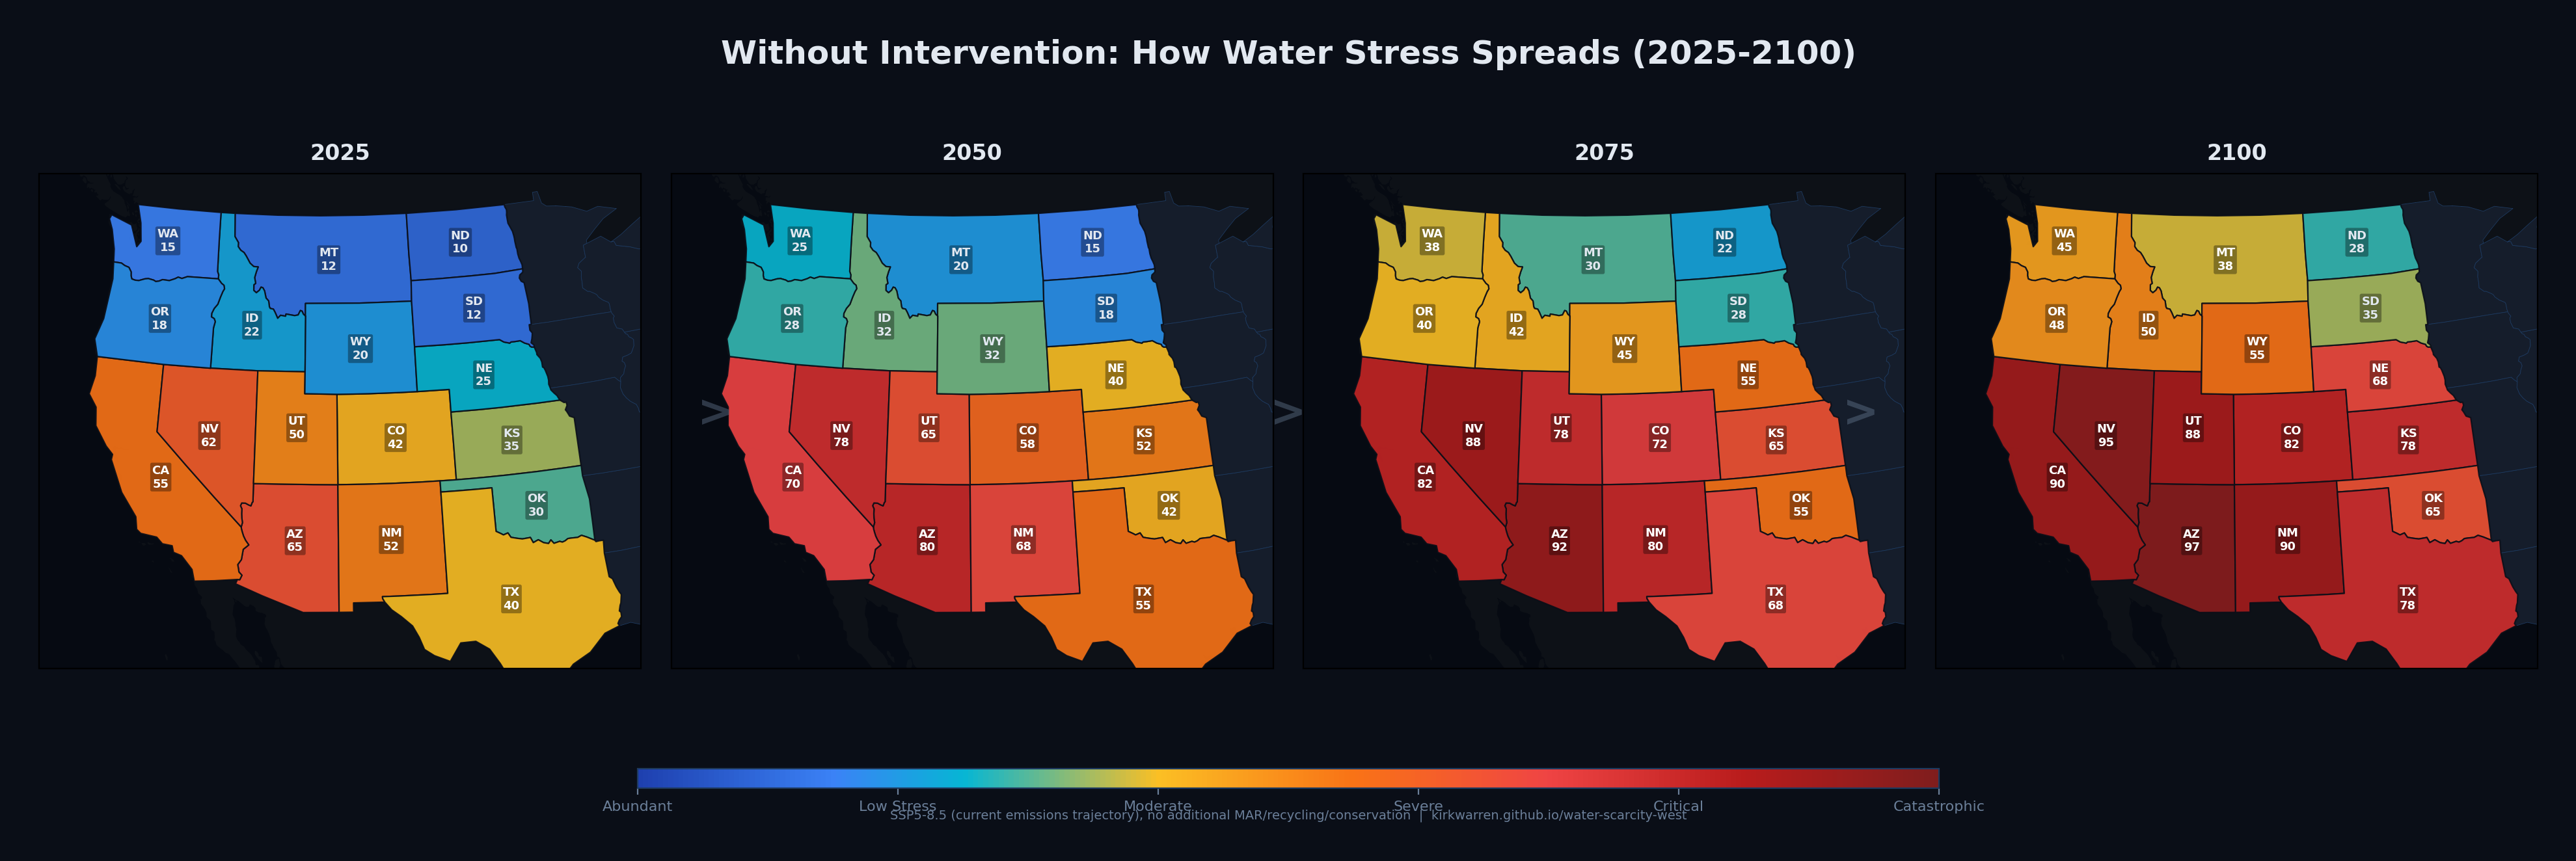 Without Intervention: How Water Stress Spreads (2025-2100)
2025
WA
15
MT
12
ND
10
OR
18
ID
22
SD
12
WY
20
NE
25
NV
62
UT
50
CO
42
KS
35
CA
55
AZ
65
NM
52
OK
30
TX
40
>
2050
WA
25
MT
20
ND
15
OR
28
ID
32
SD
18
WY
32
NE
40
NV
78
UT
65
CO
58
KS
52
CA
70
AZ
80
NM
68
OK
42
TX
55
>
2075
WA
38
MT
30
ND
22
OR
40
ID
42
SD
28
WY
45
NE
55
NV
88
UT
78
CO
72
KS
65
CA
82
AZ
92
NM
80
OK
55
TX
68
>
2100
WA
45
MT
38
ND
28
OR
48
ID
50
SD
35
WY
55
NE
68
NV
95
UT
88
CO
82
KS
78
CA
90
AZ
97
NM
90
OK
65
TX
78
Abundant Low Stress Moderate Severe Critical Catastrophic
SSP5-8.5 (current emissions trajectory), no additional MAR/recycling/conservation | kirkwarren.github.io/water-scarcity-west